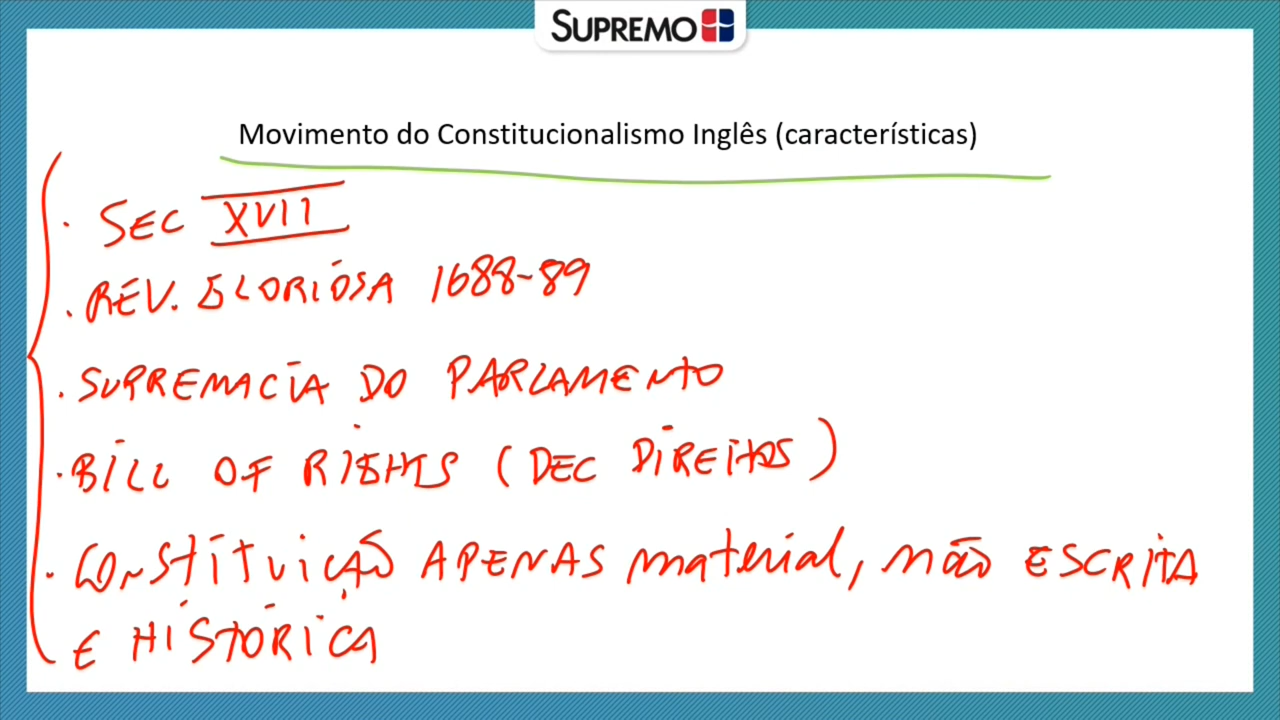 SUPREMO
Movimento do Constitucionalismo Inglês (características)
• SEC XVII
• REV. GLORIOSA 1688-89
• SUPREMACIA DO PARLAMENTO
• BILL OF RIGHTS (DEC DIREITOS)
• CONSTITUIÇÃO APENAS material, não ESCRITA
E HISTÓRICA